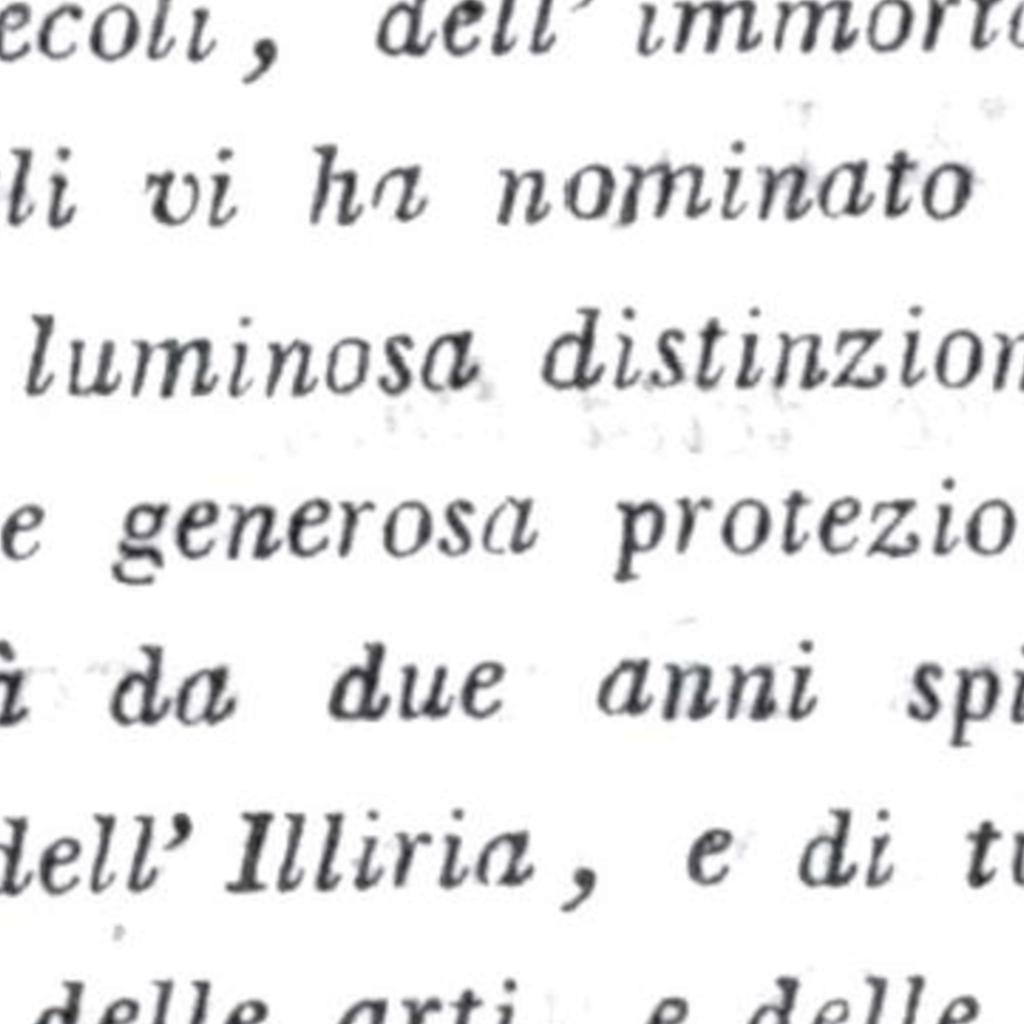 ecoli, dell' immorta
li vi ha nominato
luminosa distinzion
e generosa protezio
à da due anni spi
dell' Illiria, e di tu
delle arti, e delle